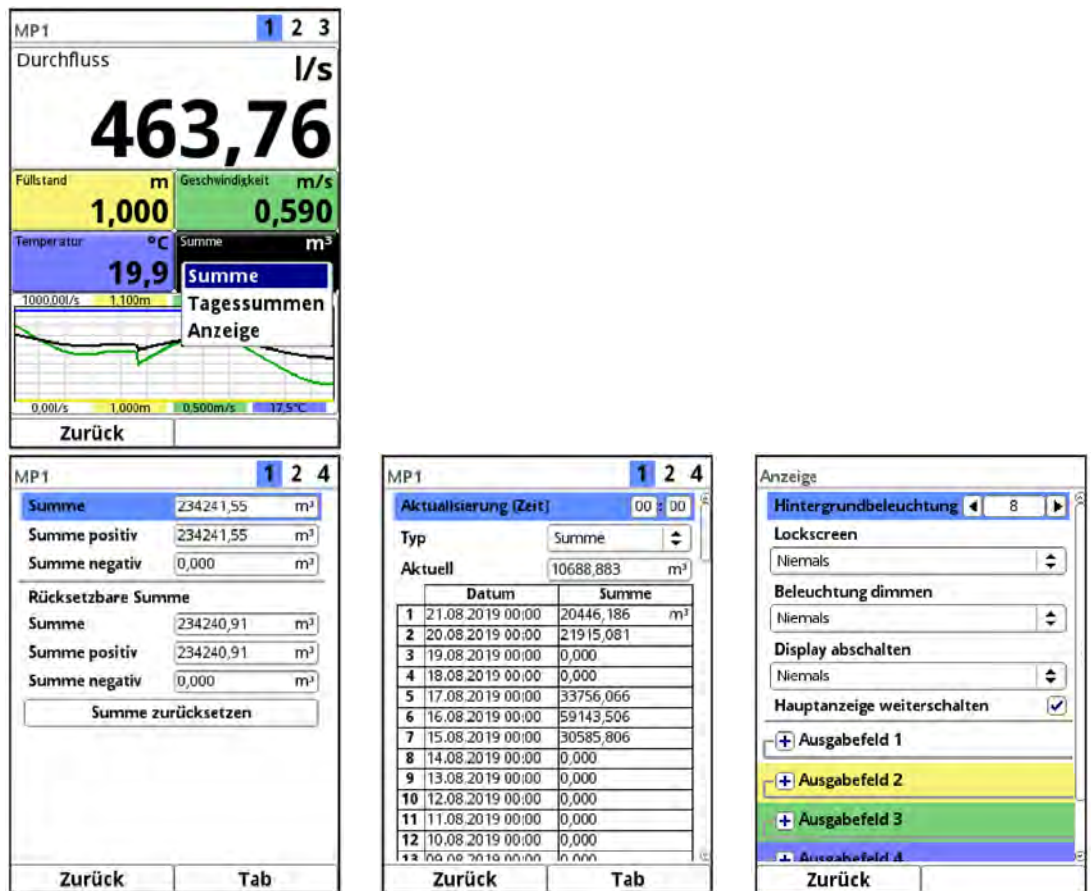 MP1 1 2 3
Durchfluss l/s
463,76
Füllstand m Geschwindigkeit m/s
1,000 0,590
Temperatur °C Summe m³
19,9
Summe
Tagessummen
Anzeige
1000,00l/s 1,100m
0,00l/s 1,000m 0,500m/s 17,5°C
Zurück
MP1 1 2 4
Summe 234241,55 m³
Summe positiv 234241,55 m³
Summe negativ 0,000 m³
Rücksetzbare Summe
Summe 234240,91 m³
Summe positiv 234240,91 m³
Summe negativ 0,000 m³
Summe zurücksetzen
Zurück Tab
MP1 1 2 4
Aktualisierung (Zeit) 00 : 00
Typ Summe
Aktuell 10688,883 m³
Datum Summe
1 21.08.2019 00:00 20446,186 m³
2 20.08.2019 00:00 21915,081
3 19.08.2019 00:00 0,000
4 18.08.2019 00:00 0,000
5 17.08.2019 00:00 33756,066
6 16.08.2019 00:00 59143,506
7 15.08.2019 00:00 30585,806
8 14.08.2019 00:00 0,000
9 13.08.2019 00:00 0,000
10 12.08.2019 00:00 0,000
11 11.08.2019 00:00 0,000
12 10.08.2019 00:00 0,000
13 09.08.2019 00:00 0,000
Zurück Tab
Anzeige
Hintergrundbeleuchtung 8
Lockscreen
Niemals
Beleuchtung dimmen
Niemals
Display abschalten
Niemals
Hauptanzeige weiterschalten
Ausgabefeld 1
Ausgabefeld 2
Ausgabefeld 3
Ausgabefeld 4
Zurück